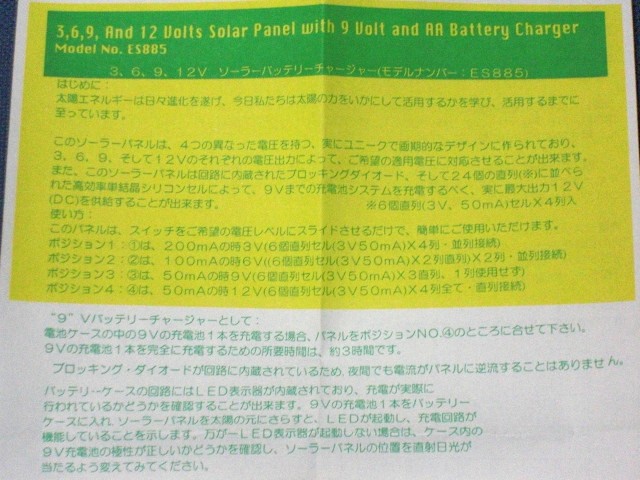 3,6,9, And 12 Volts Solar Panel with 9 Volt and AA Battery Charger
Model No. ES885
3、6、9、12V ソーラーバッテリーチャージャー(モデルナンバー：ES885)
はじめに：
太陽エネルギーは日々進化を遂げ、今日私たちは太陽の力をいかにして活用するかを学び、活用するまでに
至っています。
このソーラーパネルは、4つの異なった電圧を持つ、実にユニークで画期的なデザインに作られており、
3、6、9、そして12Vのそれぞれの電圧出力によって、ご希望の適用電圧に対応させることが出来ます。
また、このソーラーパネルは回路に内蔵されたブロッキングダイオード、そして24個の直列(※)に並べら
れた高効率単結晶シリコンセルによって、9Vまでの充電池システムを充電するべく、実に最大出力12V
(DC)を供給することが出来ます。 ※6個直列(3V、50mA)セルX4列入
使い方：
このパネルは、スイッチをご希望の電圧レベルにスライドさせるだけで、簡単にご使用いただけます。
ポジション1：①は、200mAの時3V(6個直列セル(3V50mA)X4列・並列接続)
ポジション2：②は、100mAの時6V((6個直列セル(3V50mA)X2列直列)X2列・並列接続)
ポジション3：③は、50mAの時9V(6個直列セル(3V50mA)X3直列。1列使用せず)
ポジション4：④は、50mAの時12V(6個直列セル(3V50mA)X4列全て・直列接続)
"9"Vバッテリーチャージャーとして：
電池ケースの中の9Vの充電池1本を充電する場合、パネルをポジションNO.④のところに合せて下さい。
9Vの充電池1本を完全に充電するための所要時間は、約3時間です。
ブロッキング・ダイオードが回路に内蔵されているため、夜間でも電流がパネルに逆流することはありません。
バッテリーケースの回路にはLED表示器が内蔵されており、充電が実際に
行われているかどうかを確認することが出来ます。9Vの充電池1本をバッテリー
ケースに入れ、ソーラーパネルを太陽の元にさらすと、LEDが起動し、充電回路が
機能していることを示します。万が一LED表示器が起動しない場合は、ケース内の
9V充電池の極性が正しいかどうかを確認し、ソーラーパネルの位置を直射日光が
当たるよう変えてみてください。